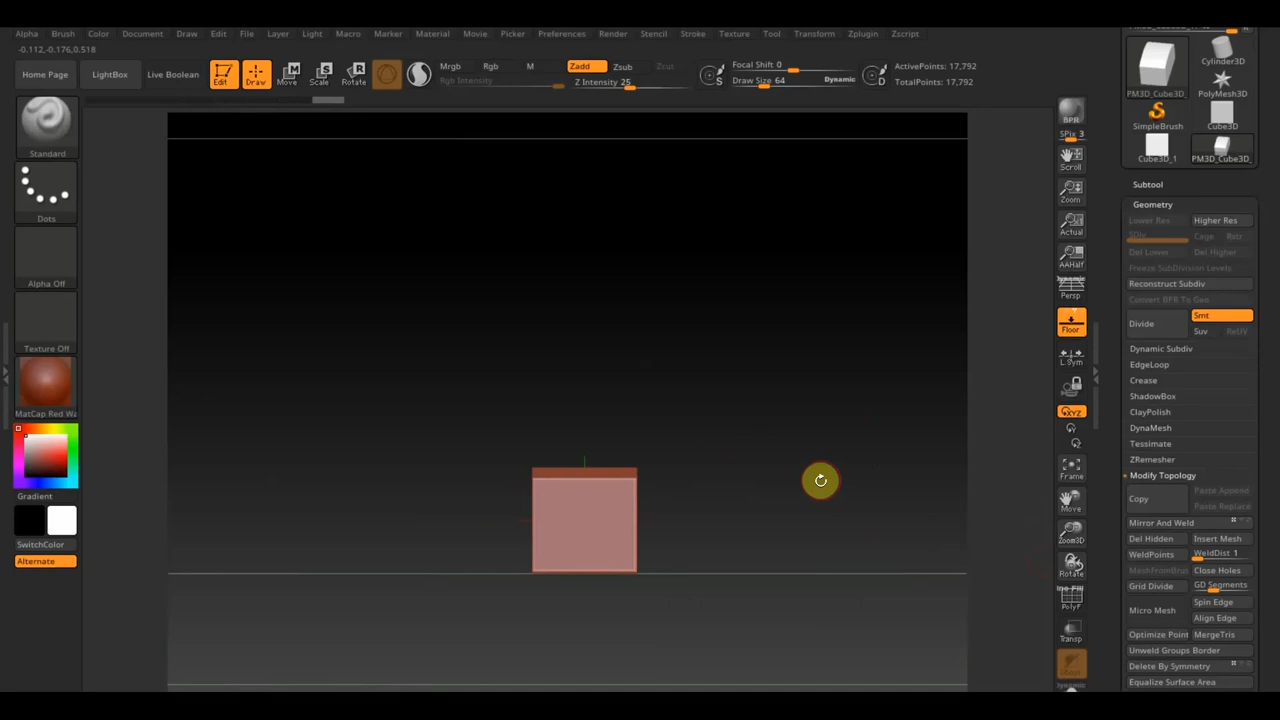 Alpha Brush Color Document Draw Edit File Layer Light Macro Marker Material Movie Picker Preferences Render Stencil Stroke Texture Tool Transform Zplugin Zscript
-0.112,-0.176,0.518
Home Page LightBox Live Boolean Edit Draw Move Scale Rotate
Mrgb Rgb M Zadd Zsub Zcut
Rgb Intensity Z Intensity 25
Focal Shift 0
Draw Size 64 Dynamic
S D
ActivePoints: 17,792
TotalPoints: 17,792
Standard
Dots
Alpha Off
Texture Off
MatCap Red Wa
Gradient
SwitchColor
Alternate
BPR
SPix 3
Scroll
Zoom
Actual
AAHalf
Dynamic
Persp
Floor
L.Sym
XYZ
Y
Z
Frame
Move
Zoom3D
Rotate
PolyF
Transp
Dynamic
PM3D_Cube3D_ Cylinder3D
PolyMesh3D
SimpleBrush Cube3D
Cube3D_1 PM3D_Cube3D_
Subtool
Geometry
Lower Res Higher Res
SDiv Cage Rstr
Del Lower Del Higher
Freeze SubDivision Levels
Reconstruct Subdiv
Convert BPR To Geo
Divide Smt
Suv ReUV
Dynamic Subdiv
EdgeLoop
Crease
ShadowBox
ClayPolish
DynaMesh
Tessimate
ZRemesher
Modify Topology
Copy Paste Append
Paste Replace
Mirror And Weld
Del Hidden Insert Mesh
WeldPoints WeldDist 1
MeshFromBrus Close Holes
Grid Divide GD Segments
Micro Mesh Spin Edge
Align Edge
Optimize Point MergeTris
Unweld Groups Border
Delete By Symmetry
Equalize Surface Area